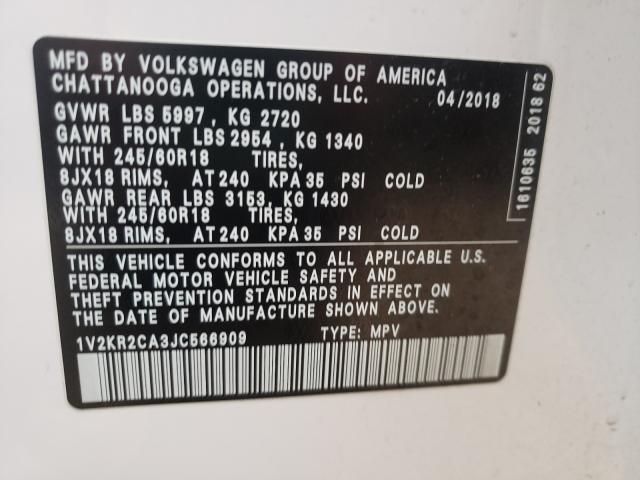 MFD BY VOLKSWAGEN GROUP OF AMERICA
CHATTANOOGA OPERATIONS, LLC. 04/2018
GVWR LBS 5997, KG 2720
GAWR FRONT LBS 2954, KG 1340
WITH 245/60R18 TIRES,
8JX18 RIMS, AT 240 KPA 35 PSI COLD
GAWR REAR LBS 3153, KG 1430
WITH 245/60R18 TIRES,
8JX18 RIMS, AT 240 KPA 35 PSI COLD
THIS VEHICLE CONFORMS TO ALL APPLICABLE U.S.
FEDERAL MOTOR VEHICLE SAFETY AND
THEFT PREVENTION STANDARDS IN EFFECT ON
THE DATE OF MANUFACTURE SHOWN ABOVE.
1V2KR2CA3JC566909 TYPE: MPV
1610635 2018 62